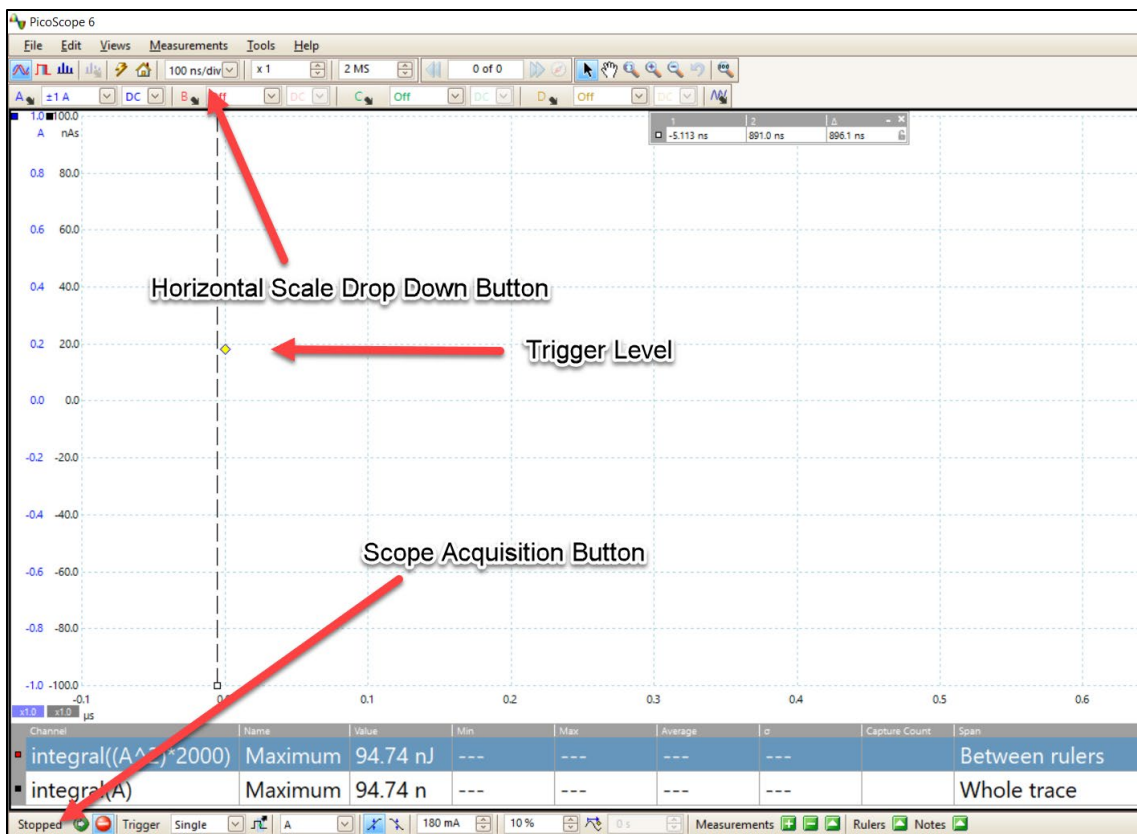 PicoScope 6
File Edit Views Measurements Tools Help
100 ns/div x 1 2 MS 0 of 0
A ±1 A DC B Off DC C Off DC D Off DC
1.0 100.0
A nAs
1 2 Δ
-5.113 ns 891.0 ns 896.1 ns
0.8 80.0
0.6 60.0
0.4 40.0
Horizontal Scale Drop Down Button
0.2 20.0
Trigger Level
0.0 0.0
-0.2 -20.0
-0.4 -40.0
Scope Acquisition Button
-0.6 -60.0
-0.8 -80.0
-1.0 -100.0
-0.1 0.1 0.2 0.3 0.4 0.5 0.6
x1.0 x1.0 µs
Channel Name Value Min Max Average σ Capture Count Span
integral((A^2)*2000) Maximum 94.74 nJ --- --- --- --- Between rulers
integral(A) Maximum 94.74 n --- --- --- --- Whole trace
Stopped Trigger Single A 180 mA 10 % 0 s Measurements Rulers Notes